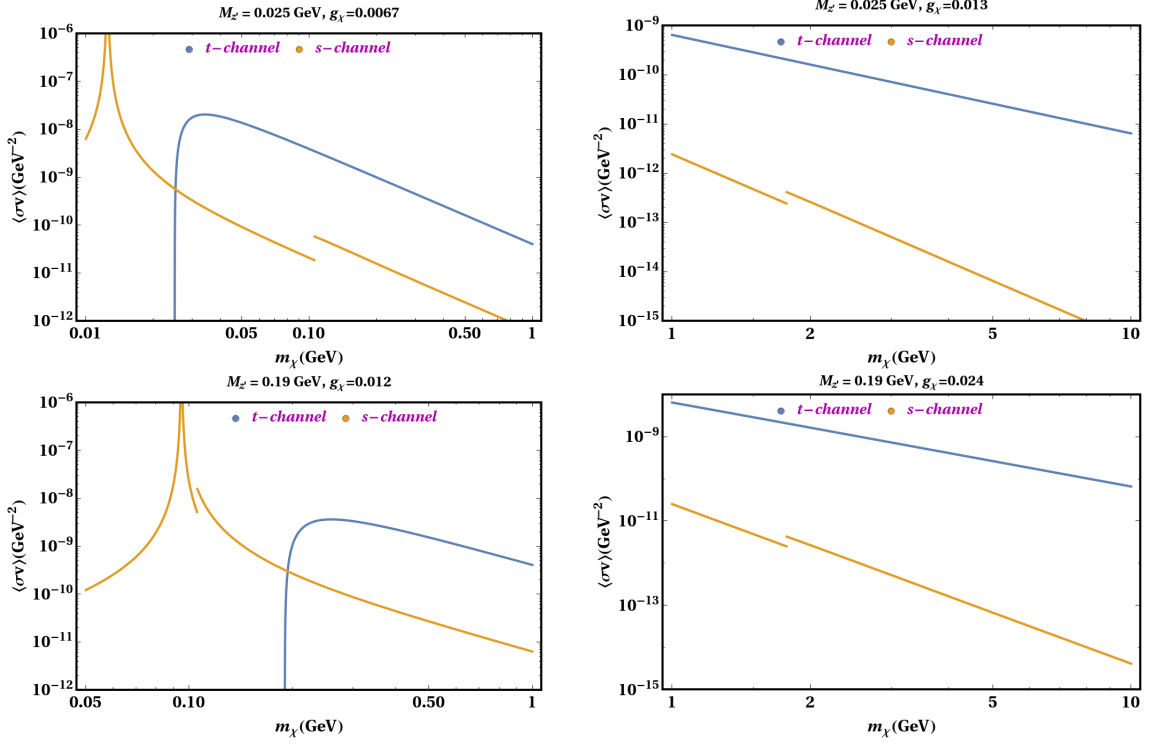 M_z' = 0.025 GeV, g_χ=0.0067
t-channel s-channel
10^-6
10^-7
10^-8
10^-9
10^-10
10^-11
10^-12
⟨σv⟩(GeV^-2)
0.01 0.05 0.10 0.50 1
m_χ(GeV)
M_z' = 0.025 GeV, g_χ=0.013
t-channel s-channel
10^-9
10^-10
10^-11
10^-12
10^-13
10^-14
10^-15
⟨σv⟩(GeV^-2)
1 2 5 10
m_χ(GeV)
M_z' = 0.19 GeV, g_χ=0.012
t-channel s-channel
10^-6
10^-7
10^-8
10^-9
10^-10
10^-11
10^-12
⟨σv⟩(GeV^-2)
0.05 0.10 0.50 1
m_χ(GeV)
M_z' = 0.19 GeV, g_χ=0.024
t-channel s-channel
10^-9
10^-11
10^-13
10^-15
⟨σv⟩(GeV^-2)
1 2 5 10
m_χ(GeV)